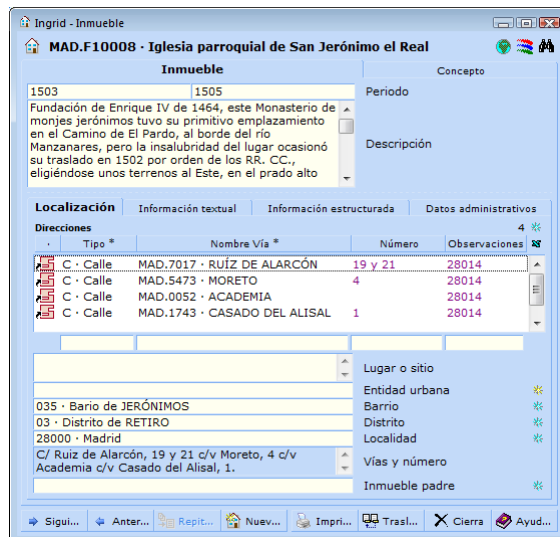 Ingrid - Inmueble
MAD.F10008 · Iglesia parroquial de San Jerónimo el Real
Inmueble Concepto
1503 1505 Periodo
Fundación de Enrique IV de 1464, este Monasterio de
monjes jerónimos tuvo su primitivo emplazamiento
en el Camino de El Pardo, al borde del río
Manzanares, pero la insalubridad del lugar ocasionó
su traslado en 1502 por orden de los RR. CC.,
eligiéndose unos terrenos al Este, en el prado alto
Descripción
Localización Información textual Información estructurada Datos administrativos
Direcciones 4
· Tipo * Nombre Vía * Número Observaciones
C · Calle MAD.7017 · RUÍZ DE ALARCÓN 19 y 21 28014
C · Calle MAD.5473 · MORETO 4 28014
C · Calle MAD.0052 · ACADEMIA 28014
C · Calle MAD.1743 · CASADO DEL ALISAL 1 28014
Lugar o sitio
Entidad urbana
035 · Bario de JERÓNIMOS Barrio
03 · Distrito de RETIRO Distrito
28000 · Madrid Localidad
C/ Ruiz de Alarcón, 19 y 21 c/v Moreto, 4 c/v
Academia c/v Casado del Alisal, 1.
Vías y número
Inmueble padre
Sigui... Anter... Repit... Nuev... Impri... Trasl... Cierra Ayud...